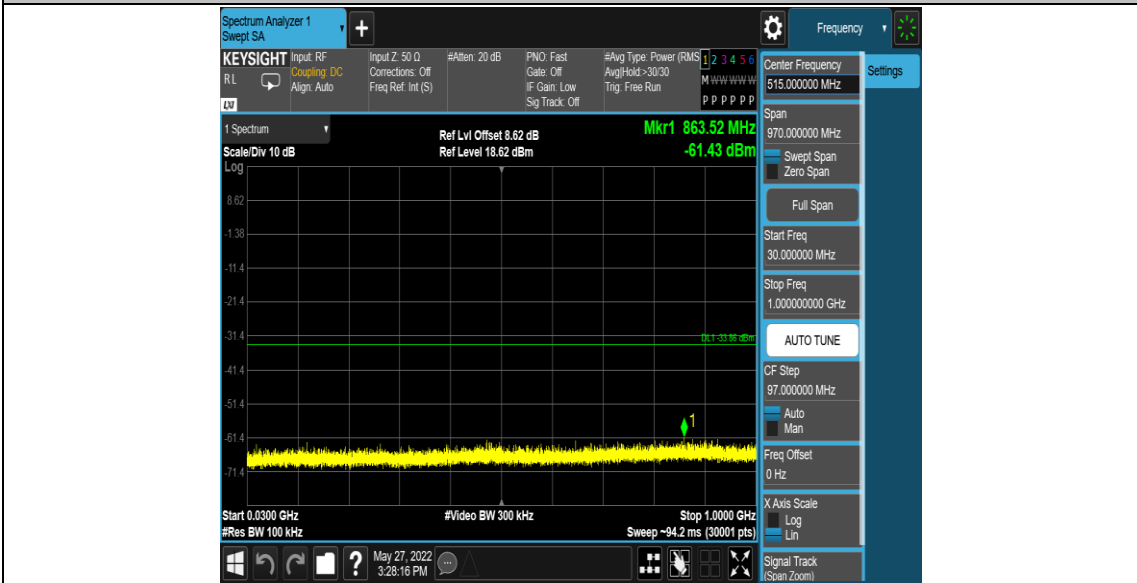 Spectrum Analyzer 1
Swept SA
+
Frequency
KEYSIGHT
R L
LXI
Input: RF
Coupling: DC
Align: Auto
Input Z: 50 Ω
Corrections: Off
Freq Ref: Int (S)
#Atten: 20 dB
PNO: Fast
Gate: Off
IF Gain: Low
Sig Track: Off
#Avg Type: Power (RMS
Avg|Hold:>30/30
Trig: Free Run
1 2 3 4 5 6
M W W W W W
P P P P P P
1 Spectrum
Scale/Div 10 dB
Ref Lvl Offset 8.62 dB
Ref Level 18.62 dBm
Mkr1 863.52 MHz
-61.43 dBm
Log
8.62
-1.38
-11.4
-21.4
-31.4
DL1 -33.86 dBm
-41.4
-51.4
1
-61.4
-71.4
Start 0.0300 GHz
#Res BW 100 kHz
#Video BW 300 kHz
Stop 1.0000 GHz
Sweep ~94.2 ms (30001 pts)
?
May 27, 2022
3:28:16 PM
Center Frequency
515.000000 MHz
Settings
Span
970.000000 MHz
Swept Span
Zero Span
Full Span
Start Freq
30.000000 MHz
Stop Freq
1.000000000 GHz
AUTO TUNE
CF Step
97.000000 MHz
Auto
Man
Freq Offset
0 Hz
X Axis Scale
Log
Lin
Signal Track
(Span Zoom)